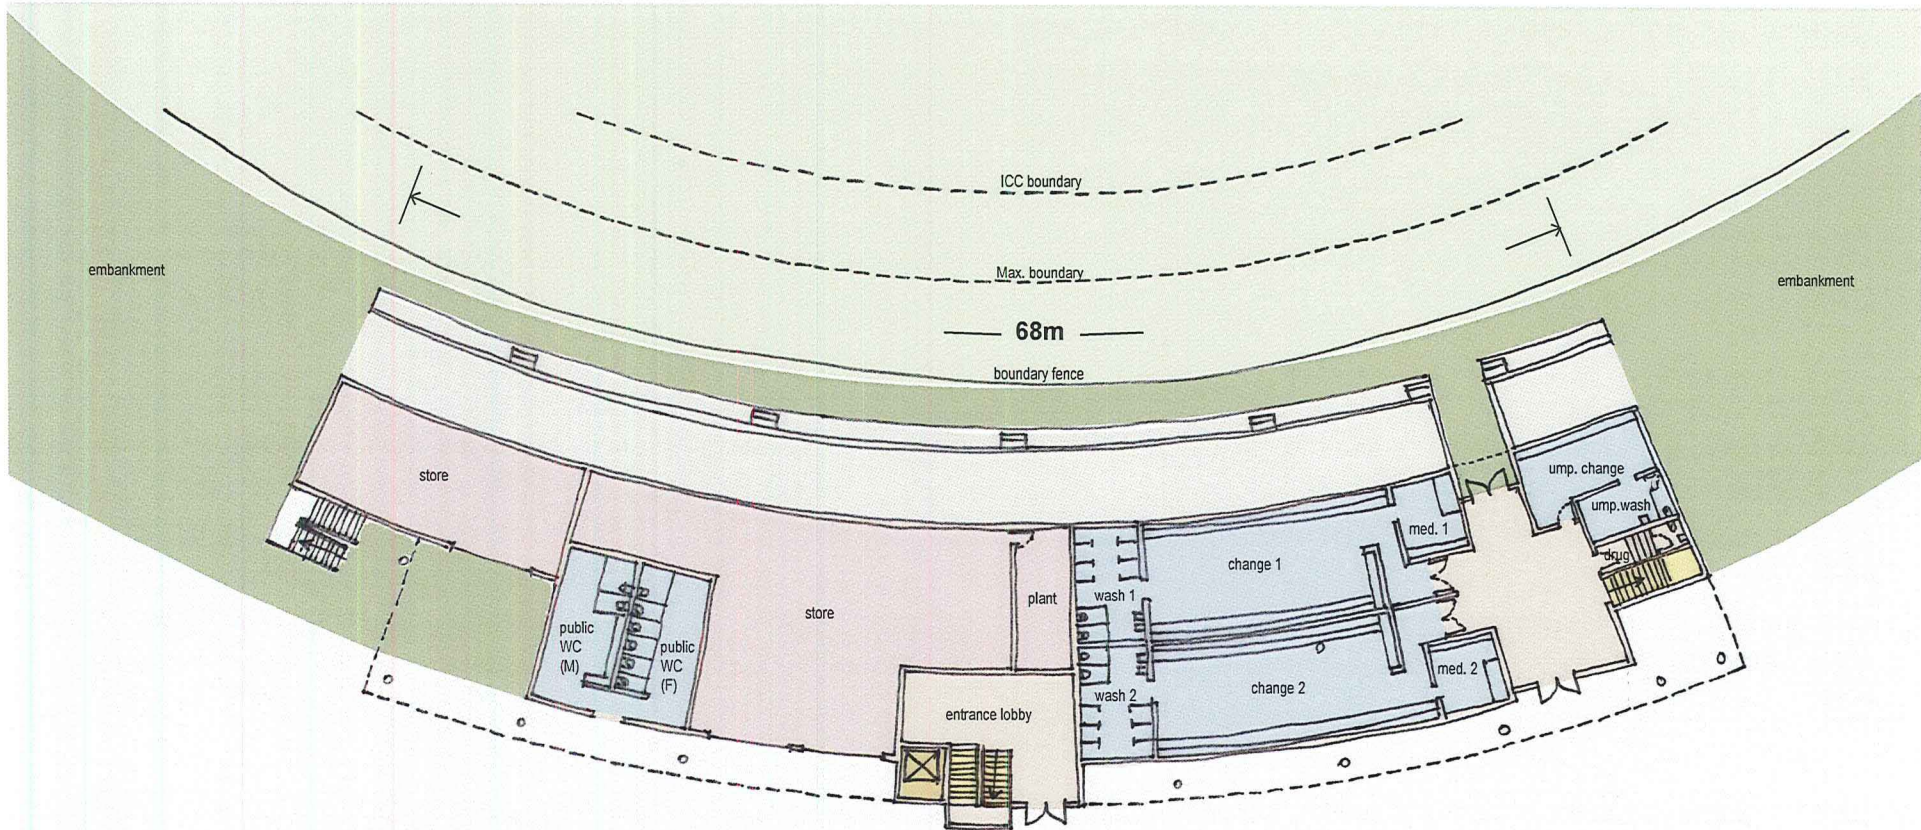 ICC boundary
embankment
Max. boundary
embankment
68m
boundary fence
store
ump. change
ump.wash
med. 1
drug
change 1
plant
wash 1
store
public
WC
(M)
public
WC
(F)
med. 2
change 2
wash 2
entrance lobby